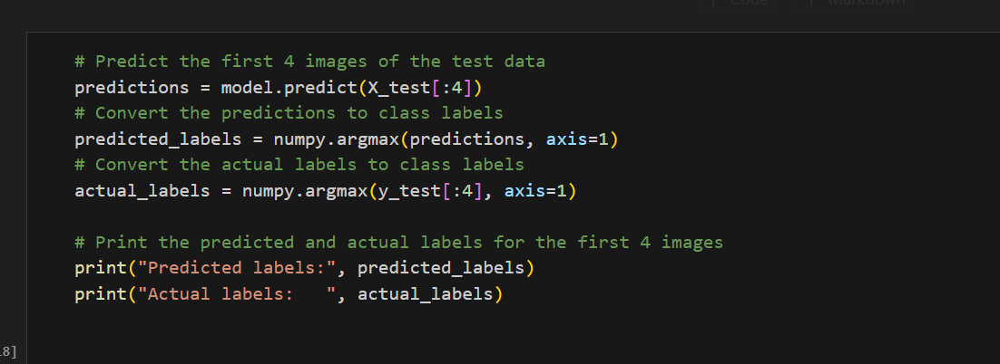 # Predict the first 4 images of the test data
predictions = model.predict(X_test[:4])
# Convert the predictions to class labels
predicted_labels = numpy.argmax(predictions, axis=1)
# Convert the actual labels to class labels
actual_labels = numpy.argmax(y_test[:4], axis=1)
# Print the predicted and actual labels for the first 4 images
print("Predicted labels:", predicted_labels)
print("Actual labels:   ", actual_labels)
8]